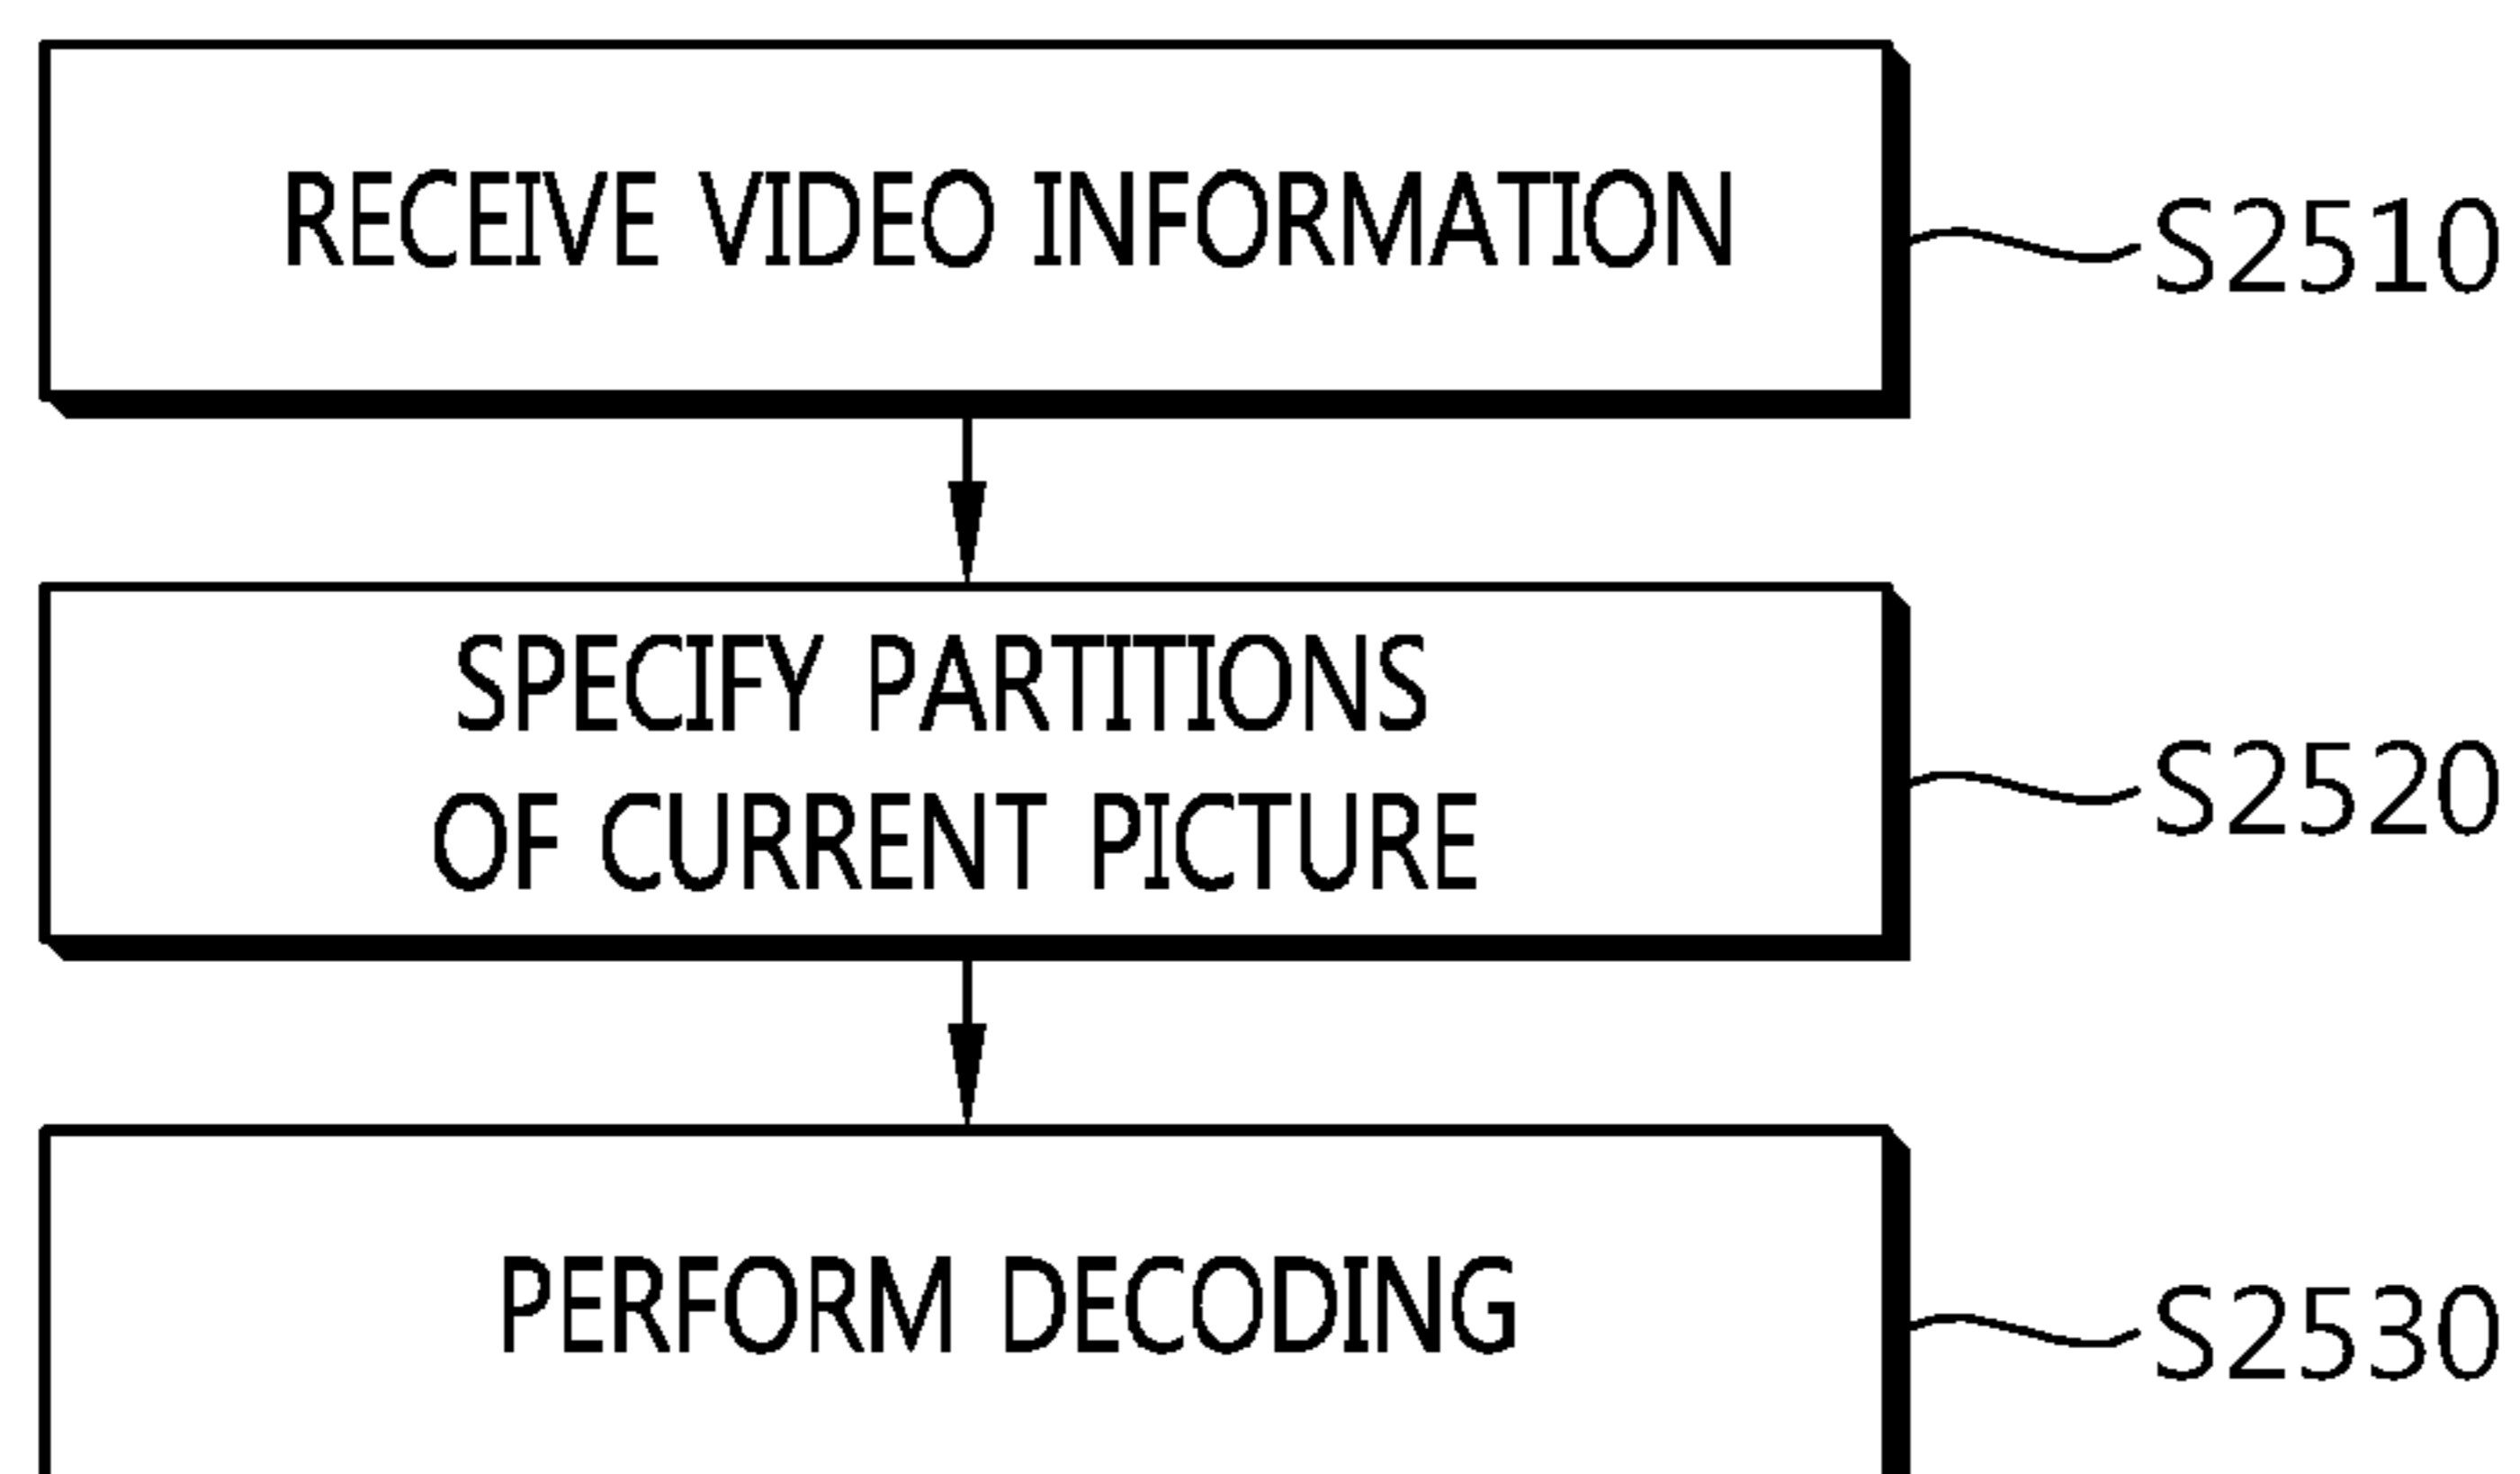 RECEIVE VIDEO INFORMATION
S2510
SPECIFY PARTITIONS
OF CURRENT PICTURE
S2520
PERFORM DECODING
S2530